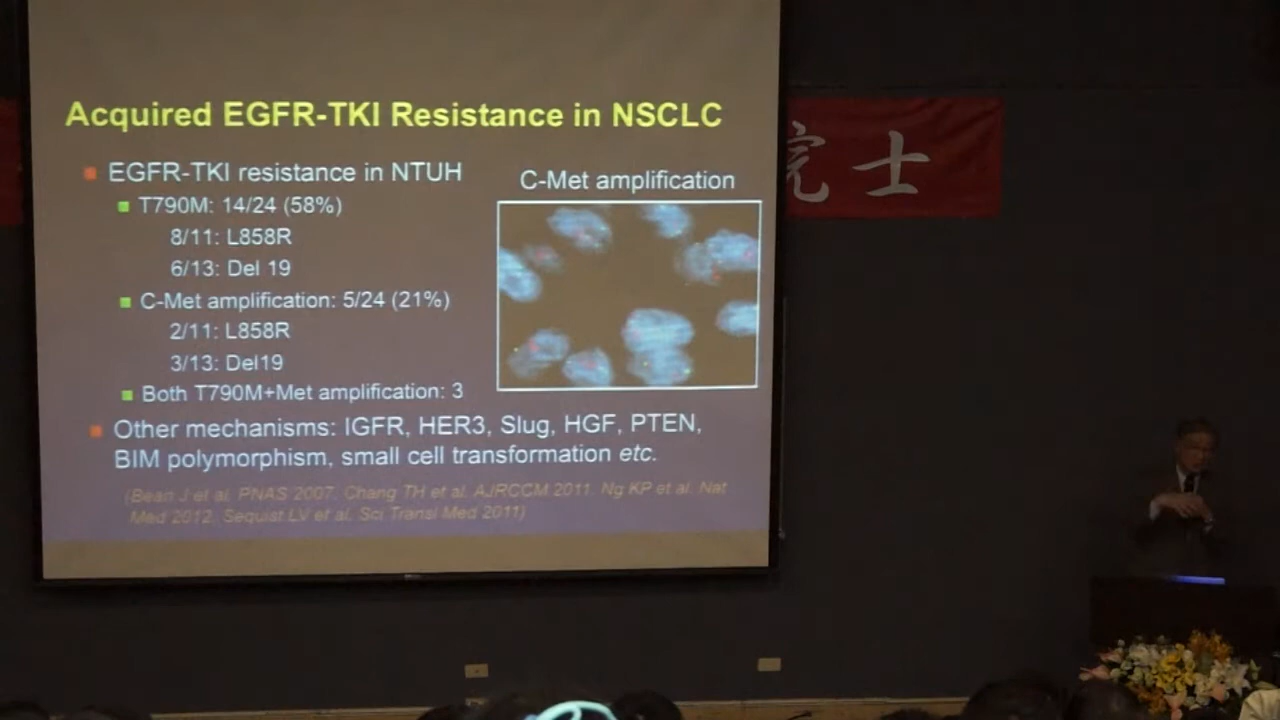 Acquired EGFR-TKI Resistance in NSCLC
EGFR-TKI resistance in NTUH
T790M: 14/24 (58%)
8/11: L858R
6/13: Del 19
C-Met amplification: 5/24 (21%)
2/11: L858R
3/13: Del19
Both T790M+Met amplification: 3
Other mechanisms: IGFR, HER3, Slug, HGF, PTEN,
BIM polymorphism, small cell transformation etc.
(Bean J et al. PNAS 2007. Chang TH et al. AJRCCM 2011. Ng KP et al. Nat
Med 2012. Sequist LV et al. Sci Transl Med 2011)
C-Met amplification
院士